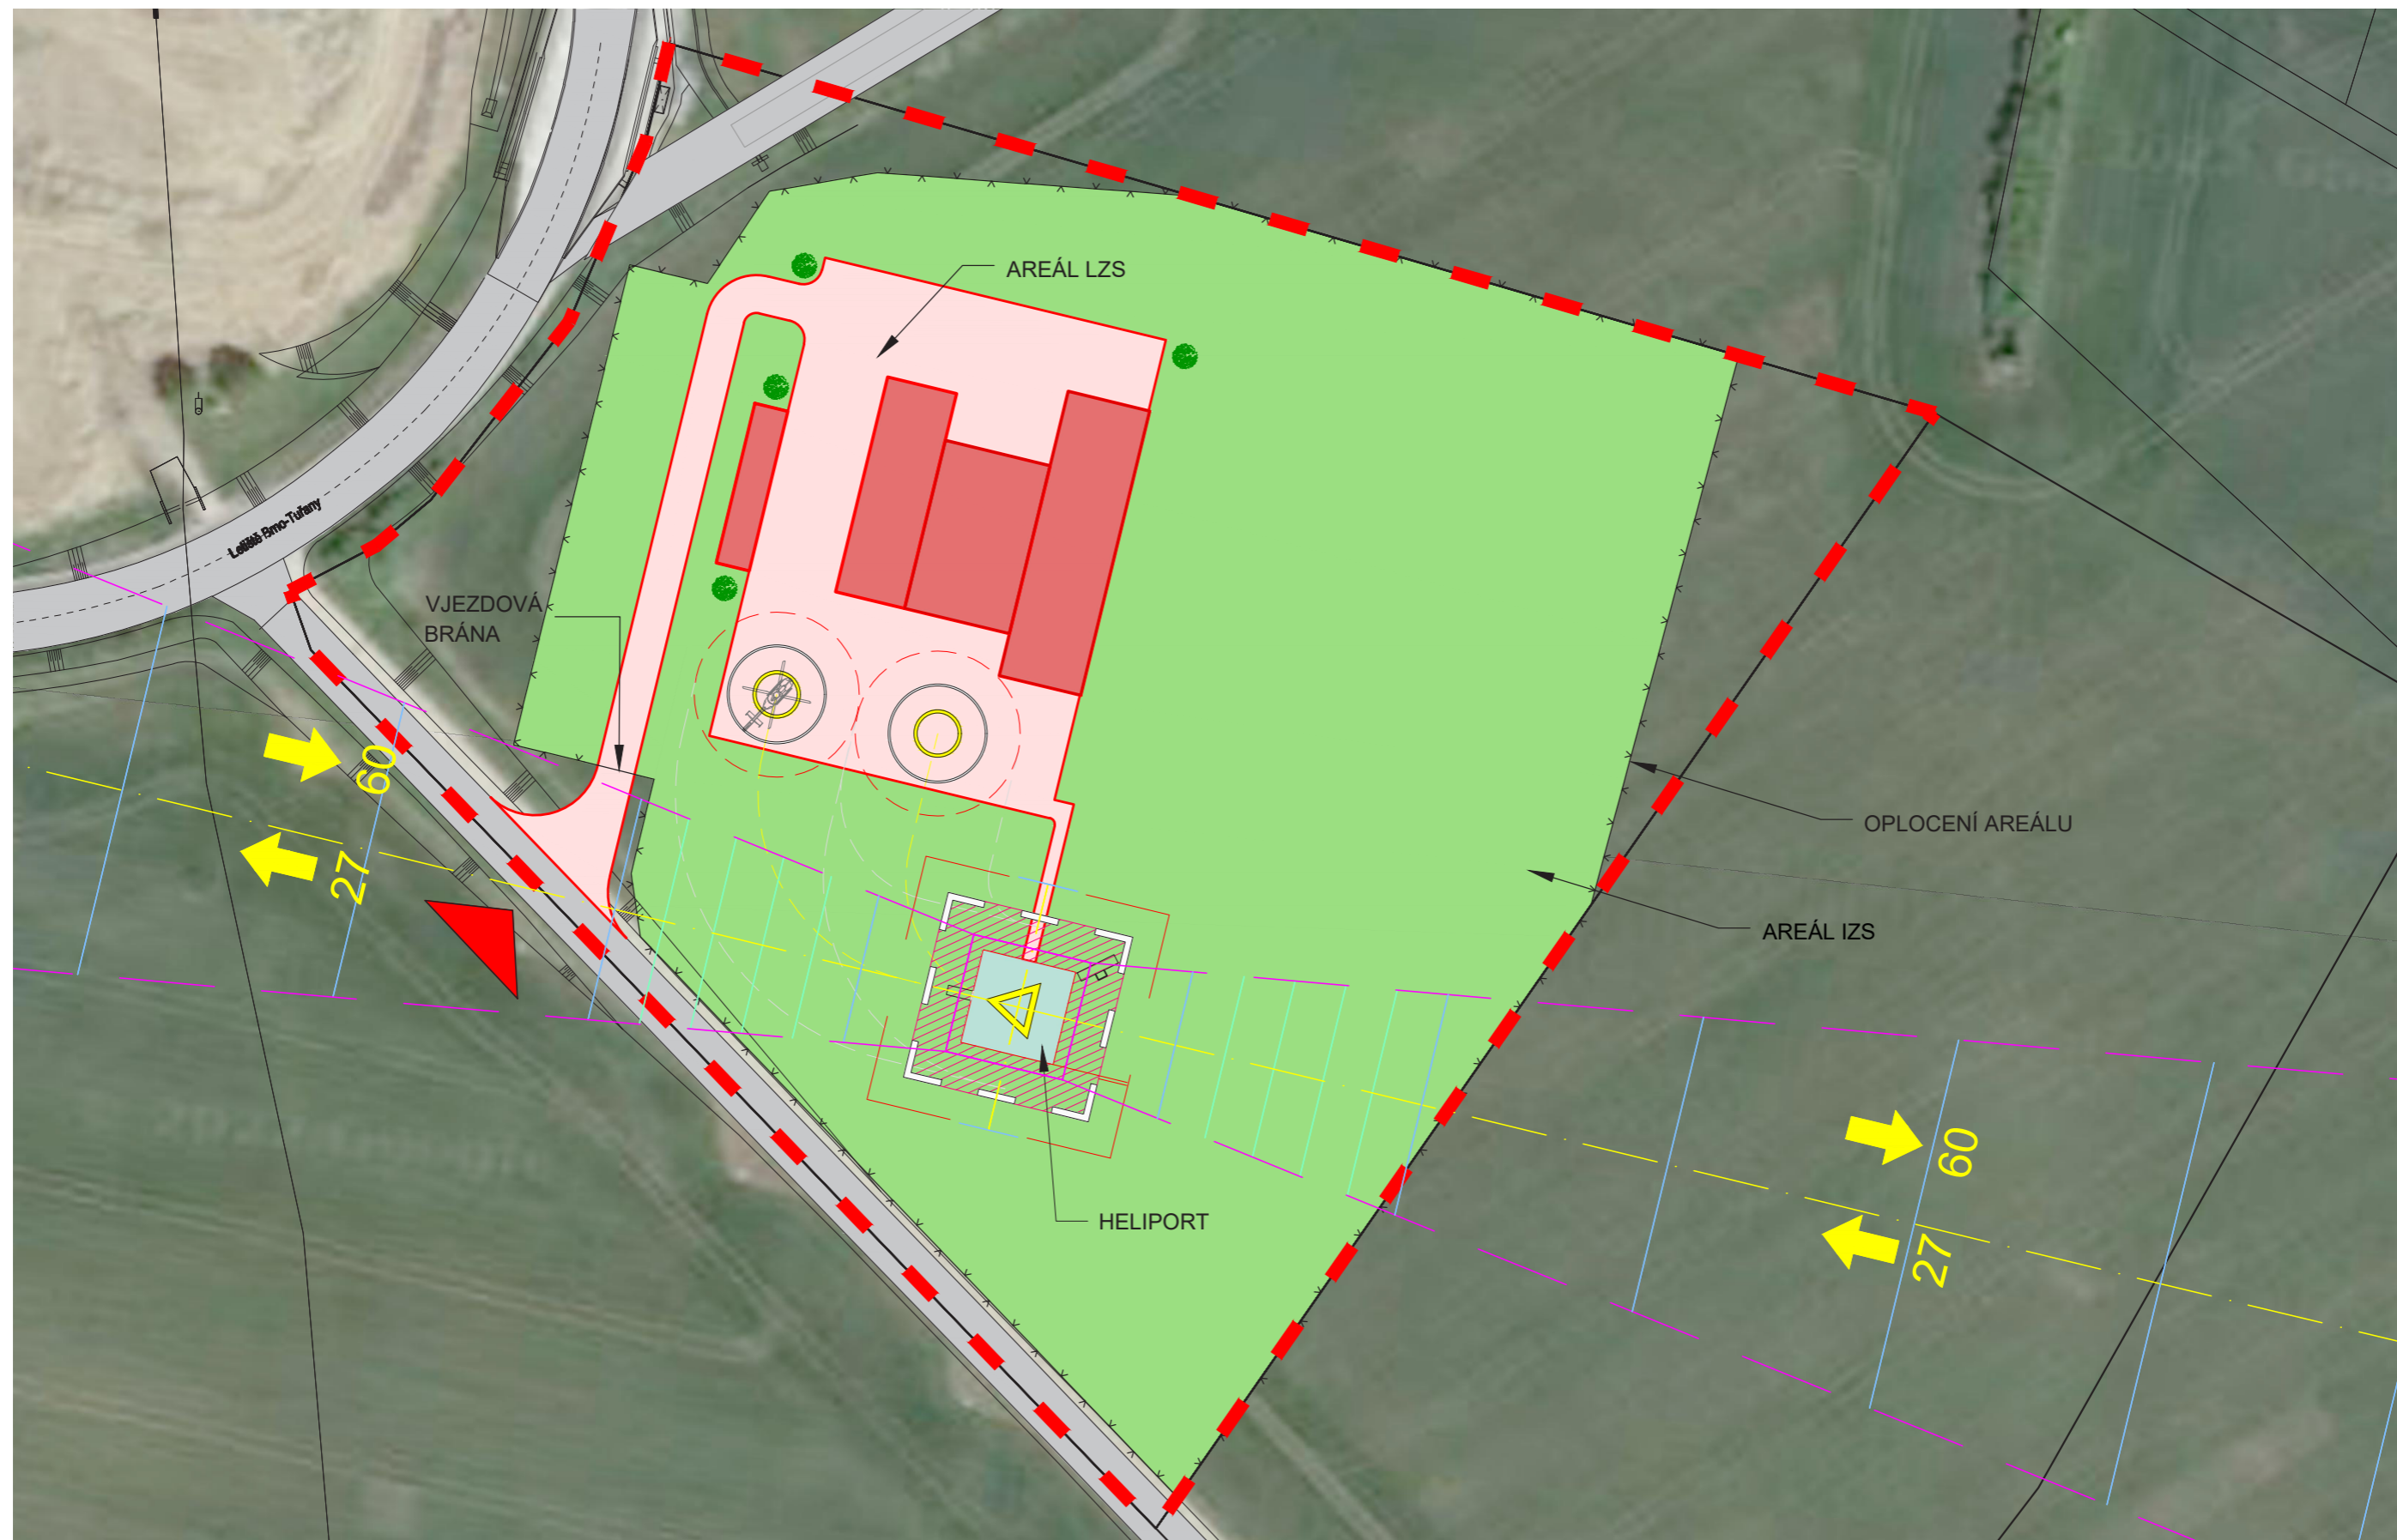 AREÁL LZS
Letiště Brno-Tuřany
VJEZDOVÁ
BRÁNA
60
27
OPLOCENÍ AREÁLU
AREÁL IZS
60
27
HELIPORT